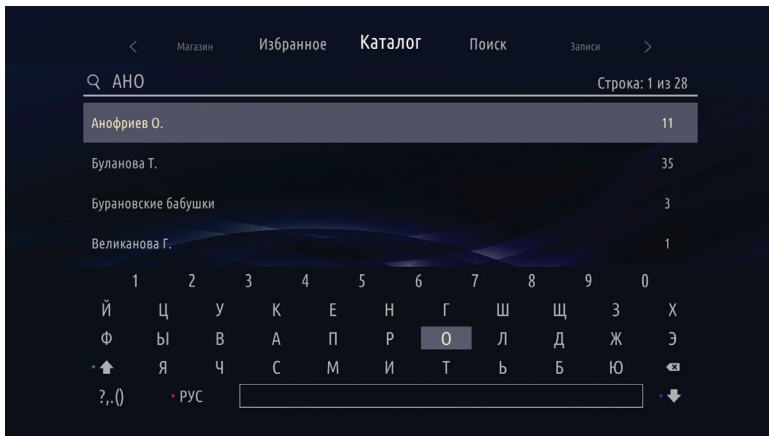 Магазин Избранное Каталог Поиск Записи
АНО Строка: 1 из 28
Анофриев О. 11
Буланова Т. 35
Бурановские бабушки 3
Великанова Г. 1
1 2 3 4 5 6 7 8 9 0
Й Ц У К Е Н Г Ш Щ З Х
Ф Ы В А П Р О Л Д Ж Э
Я Ч С М И Т Ь Б Ю
?,.() РУС